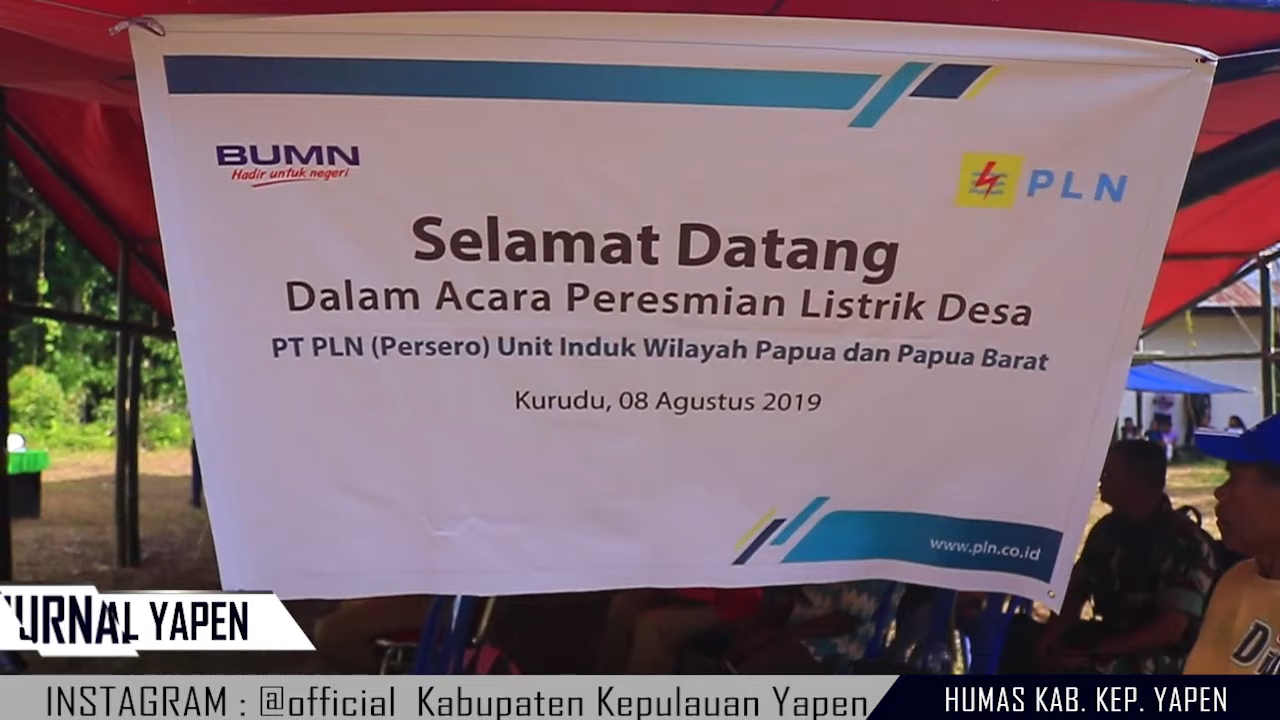 BUMN
Hadir untuk negeri
PLN
Selamat Datang
Dalam Acara Peresmian Listrik Desa
PT PLN (Persero) Unit Induk Wilayah Papua dan Papua Barat
Kurudu, 08 Agustus 2019
www.pln.co.id
YAPEN
INSTAGRAM : @official Kabupaten Kepulauan Yapen
HUMAS KAB. KEP. YAPEN